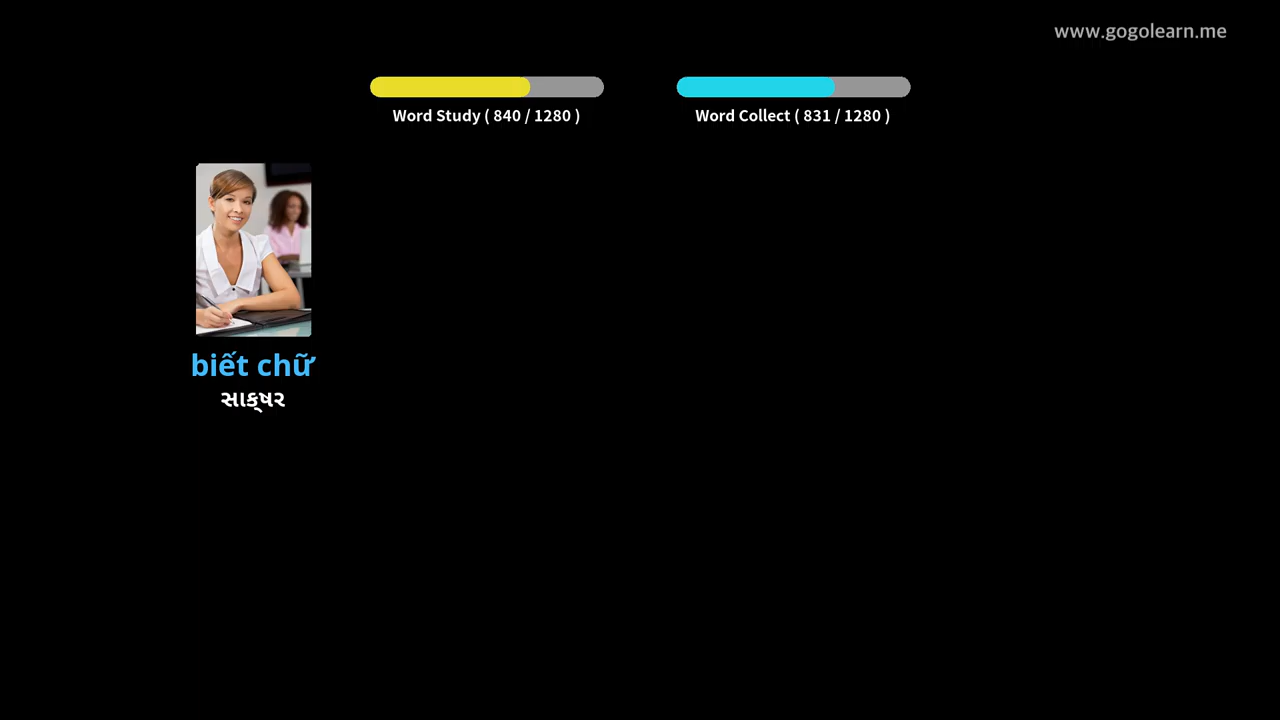 www.gogolearn.me
Word Study ( 840 / 1280 )
Word Collect ( 831 / 1280 )
biết chữ
સાક્ષર